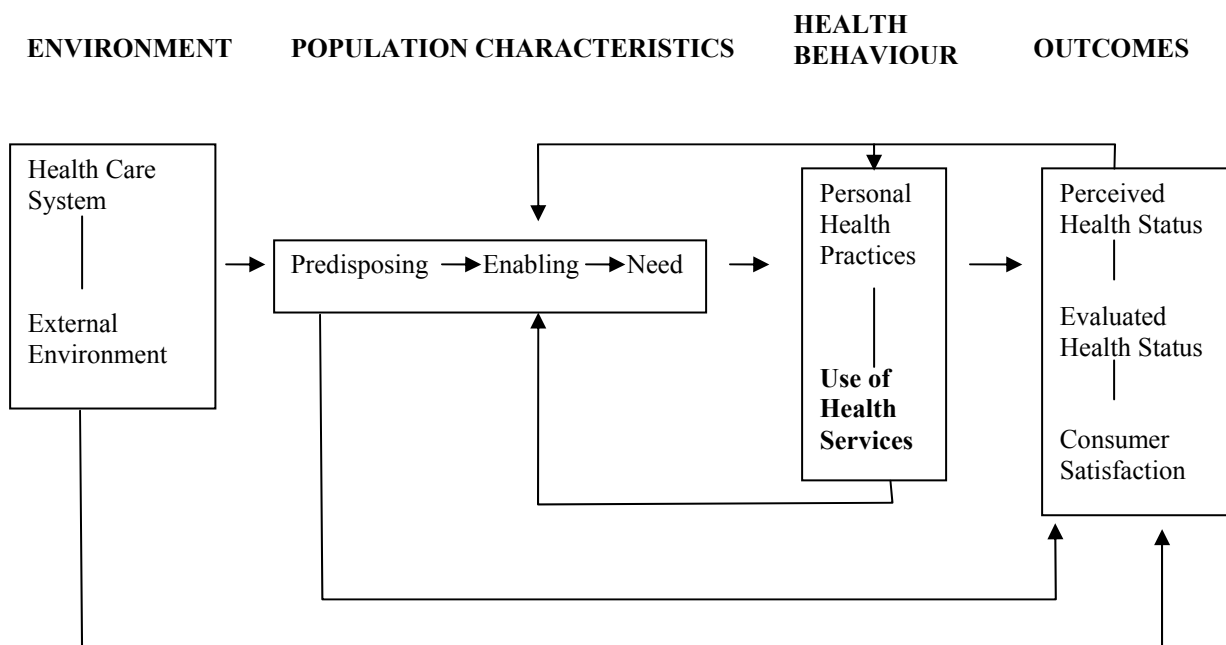 ENVIRONMENT
POPULATION CHARACTERISTICS
HEALTH
BEHAVIOUR
OUTCOMES
Health Care
System
External
Environment
Predisposing
Enabling
Need
Personal
Health
Practices
Use of
Health
Services
Perceived
Health Status
Evaluated
Health Status
Consumer
Satisfaction